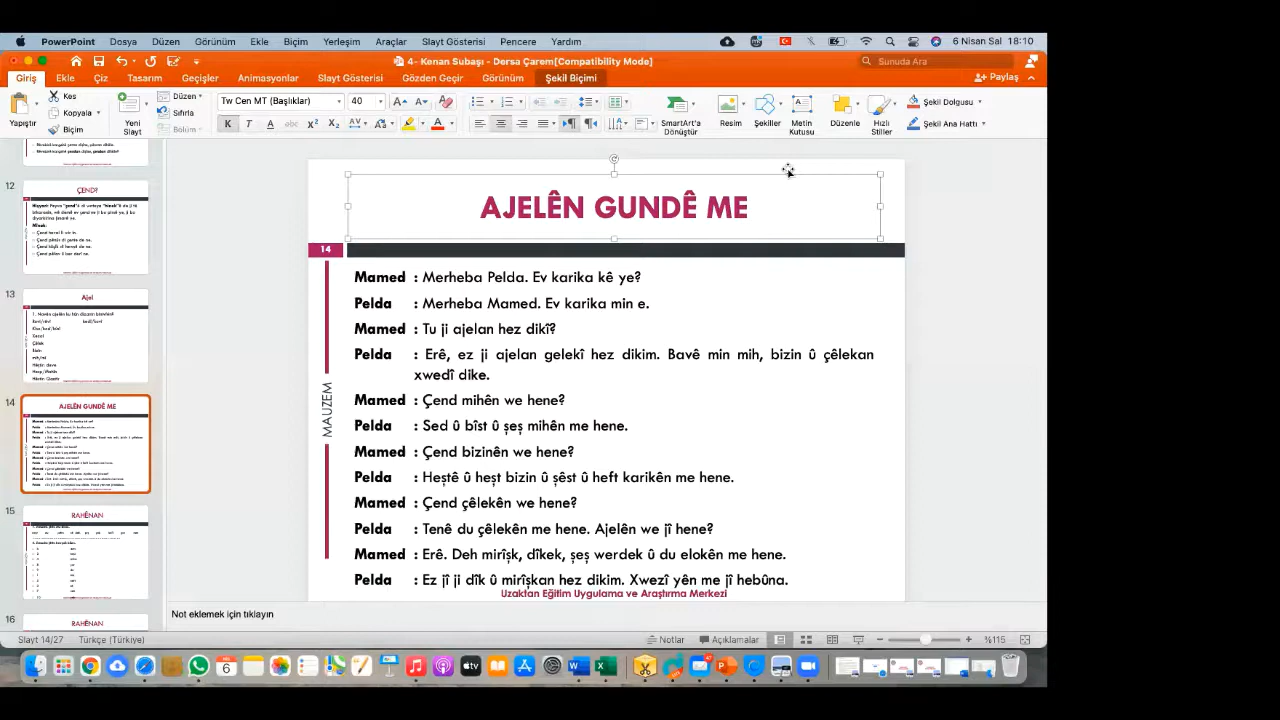 PowerPoint Dosya Düzen Görünüm Ekle Biçim Yerleşim Araçlar Slayt Gösterisi Pencere Yardım 6 Nisan Sal 18:10
4- Kenan Subaşı - Dersa Çarem[Compatibility Mode] Sunuda Ara
Giriş Ekle Çiz Tasarım Geçişler Animasyonlar Slayt Gösterisi Gözden Geçir Görünüm Şekil Biçimi Paylaş
Yapıştır Kes Kopyala Biçim Yeni Slayt Düzen Sıfırla Bölüm Tw Cen MT (Başlıklar) 40 SmartArt'a Dönüştür Resim Şekiller Metin Kutusu Düzenle Hızlı Stiller Şekil Dolgusu Şekil Ana Hattı
12
ÇEND?
13
Ajel
14
AJELÊN GUNDÊ ME
15
RAHÊNAN
16
RAHÊNAN
AJELÊN GUNDÊ ME
14
MAUZEM
Mamed : Merheba Pelda. Ev karika kê ye?
Pelda : Merheba Mamed. Ev karika min e.
Mamed : Tu ji ajelan hez dikî?
Pelda : Erê, ez ji ajelan gelekî hez dikim. Bavê min mih, bizin û çêlekan
xwedî dike.
Mamed : Çend mihên we hene?
Pelda : Sed û bîst û şeş mihên me hene.
Mamed : Çend bizinên we hene?
Pelda : Heştê û heşt bizin û şêst û heft karikên me hene.
Mamed : Çend çêlekên we hene?
Pelda : Tenê du çêlekên me hene. Ajelên we jî hene?
Mamed : Erê. Deh mirîşk, dîkek, şeş werdek û du elokên me hene.
Pelda : Ez jî ji dîk û mirîşkan hez dikim. Xwezî yên me jî hebûna.
Uzaktan Eğitim Uygulama ve Araştırma Merkezi
Not eklemek için tıklayın
Slayt 14/27 Türkçe (Türkiye) Notlar Açıklamalar %115